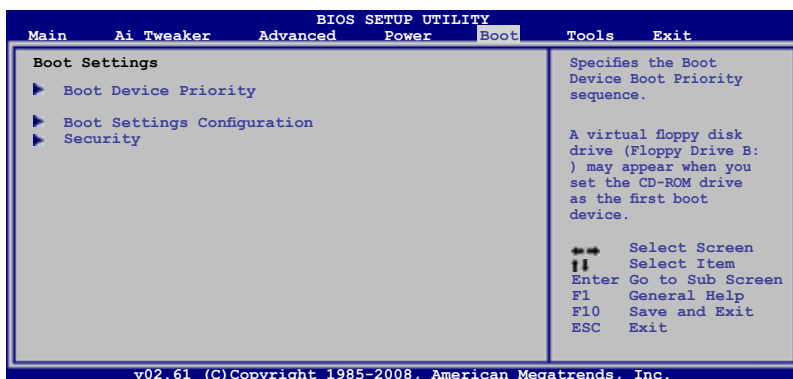 BIOS SETUP UTILITY
Main Ai Tweaker Advanced Power Boot Tools Exit
Boot Settings
Boot Device Priority
Boot Settings Configuration
Security
Specifies the Boot
Device Boot Priority
sequence.
A virtual floppy disk
drive (Floppy Drive B:
) may appear when you
set the CD-ROM drive
as the first boot
device.
Select Screen
Select Item
Enter Go to Sub Screen
F1 General Help
F10 Save and Exit
ESC Exit
v02.61 (C)Copyright 1985-2008, American Megatrends, Inc.